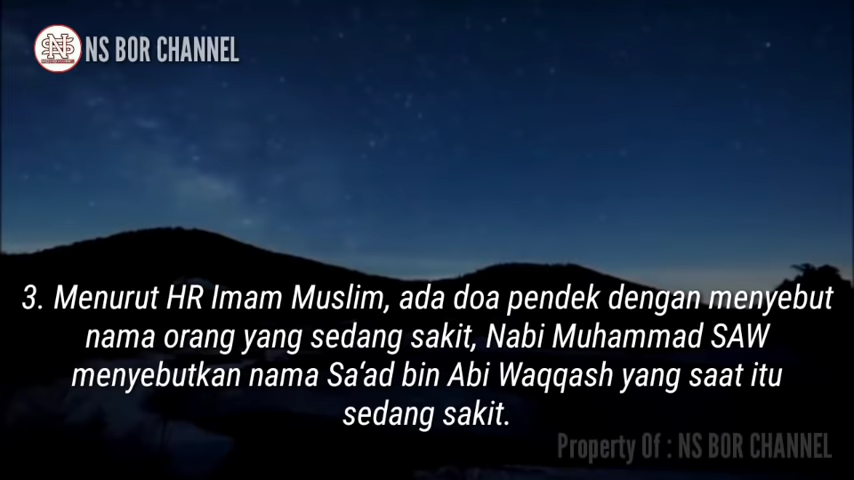 NS BOR CHANNEL
3. Menurut HR Imam Muslim, ada doa pendek dengan menyebut
nama orang yang sedang sakit, Nabi Muhammad SAW
menyebutkan nama Sa‘ad bin Abi Waqqash yang saat itu
sedang sakit.
Property Of : NS BOR CHANNEL